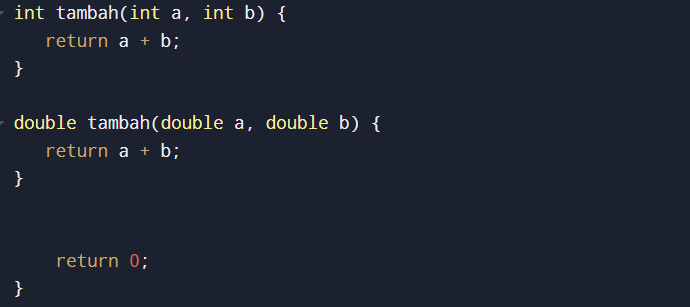 int tambah(int a, int b) {
return a + b;
}
double tambah(double a, double b) {
return a + b;
}
return 0;
}